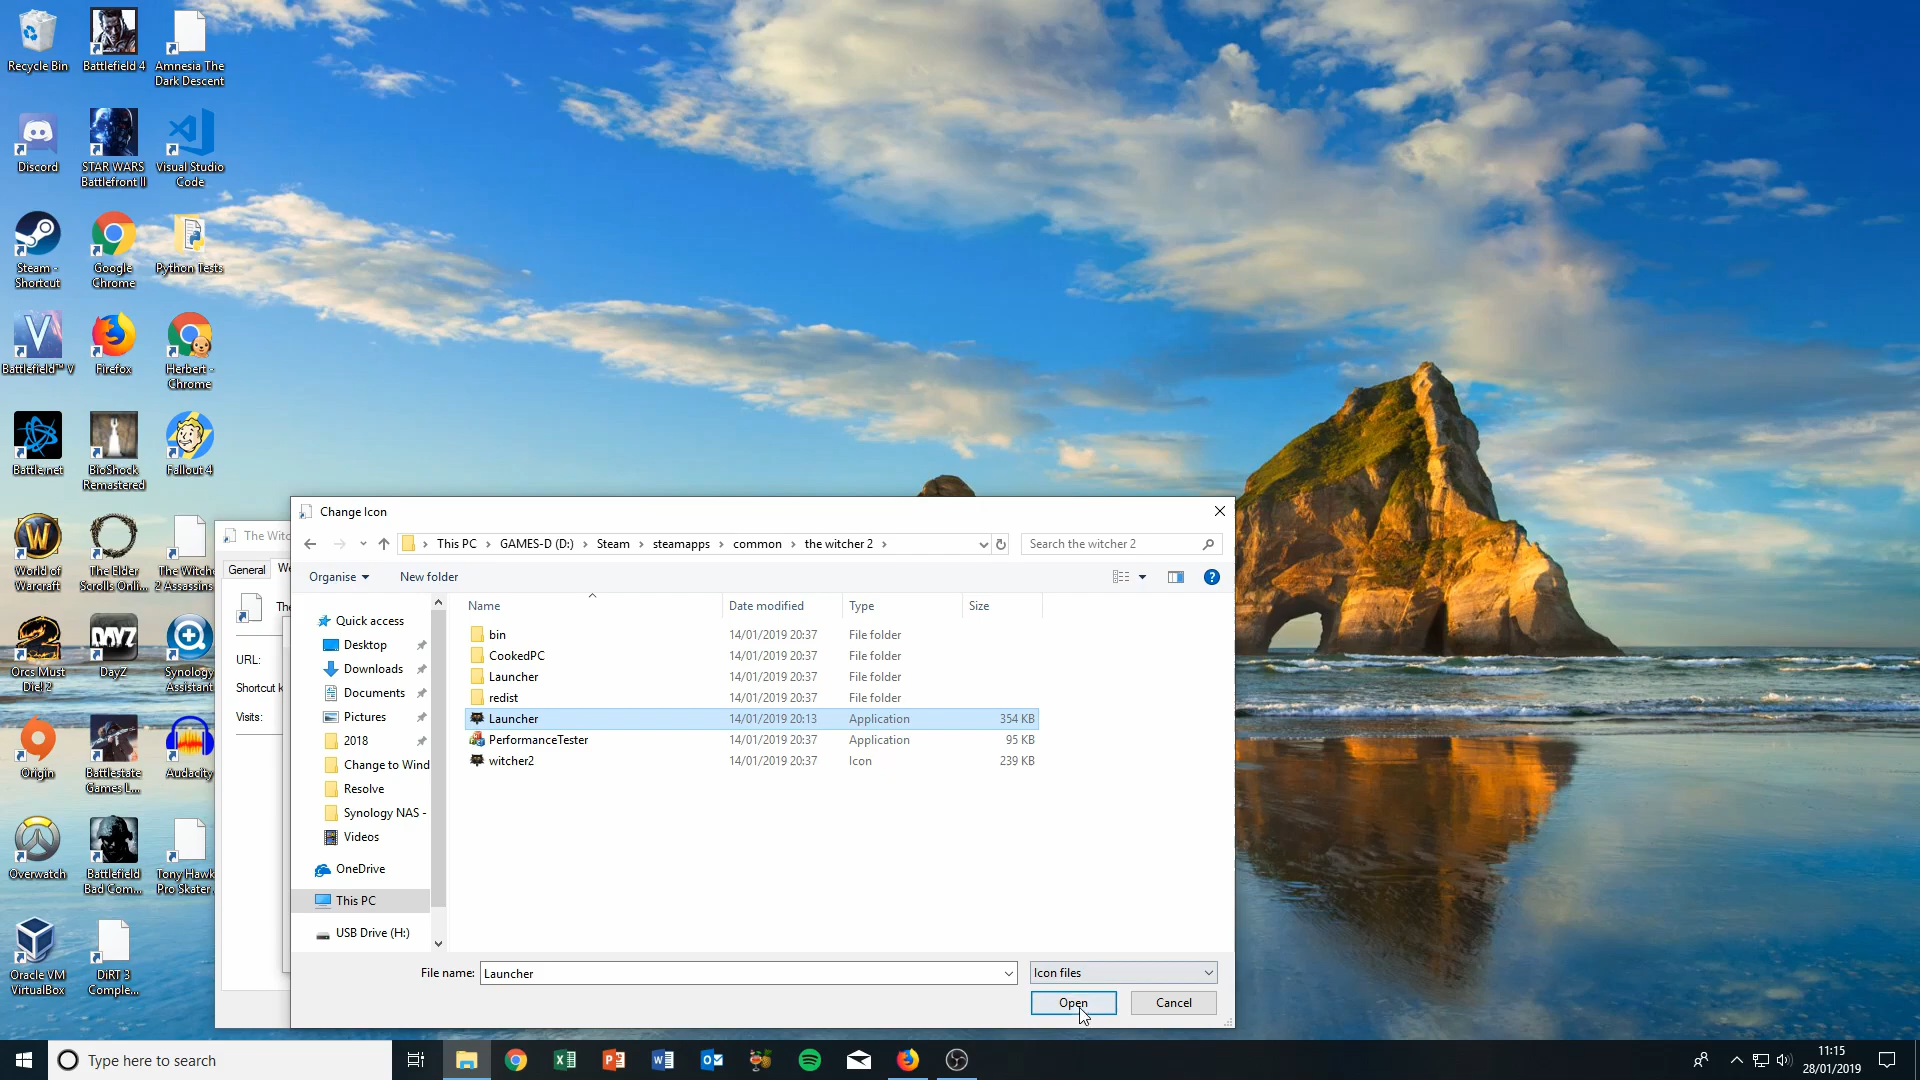 Recycle Bin
Battlefield 4
Amnesia The
Dark Descent
Discord
STAR WARS
Battlefront II
Visual Studio
Code
Steam -
Shortcut
Google
Chrome
Python Tests
Battlefield™ V
Firefox
Herbert -
Chrome
Battle.net
BioShock
Remastered
Fallout 4
World of
Warcraft
The Elder
Scrolls Onli...
The Witche
2 Assassins
Orcs Must
Die! 2
DayZ
Synology
Assistant
Origin
Battlestate
Games L...
Audacity
Overwatch
Battlefield
Bad Com...
Tony Hawk
Pro Skater
Oracle VM
VirtualBox
DiRT 3
Comple...
The Witc
General
We
The
URL:
Shortcut k
Visits:
Change Icon
This PC
GAMES-D (D:)
Steam
steamapps
common
the witcher 2
Search the witcher 2
Organise
New folder
Quick access
Desktop
Downloads
Documents
Pictures
2018
Change to Wind
Resolve
Synology NAS -
Videos
OneDrive
This PC
USB Drive (H:)
Name Date modified Type Size
bin 14/01/2019 20:37 File folder
CookedPC 14/01/2019 20:37 File folder
Launcher 14/01/2019 20:37 File folder
redist 14/01/2019 20:37 File folder
Launcher 14/01/2019 20:13 Application 354 KB
PerformanceTester 14/01/2019 20:37 Application 95 KB
witcher2 14/01/2019 20:37 Icon 239 KB
File name: Launcher
Icon files
Open
Cancel
Type here to search
11:15
28/01/2019